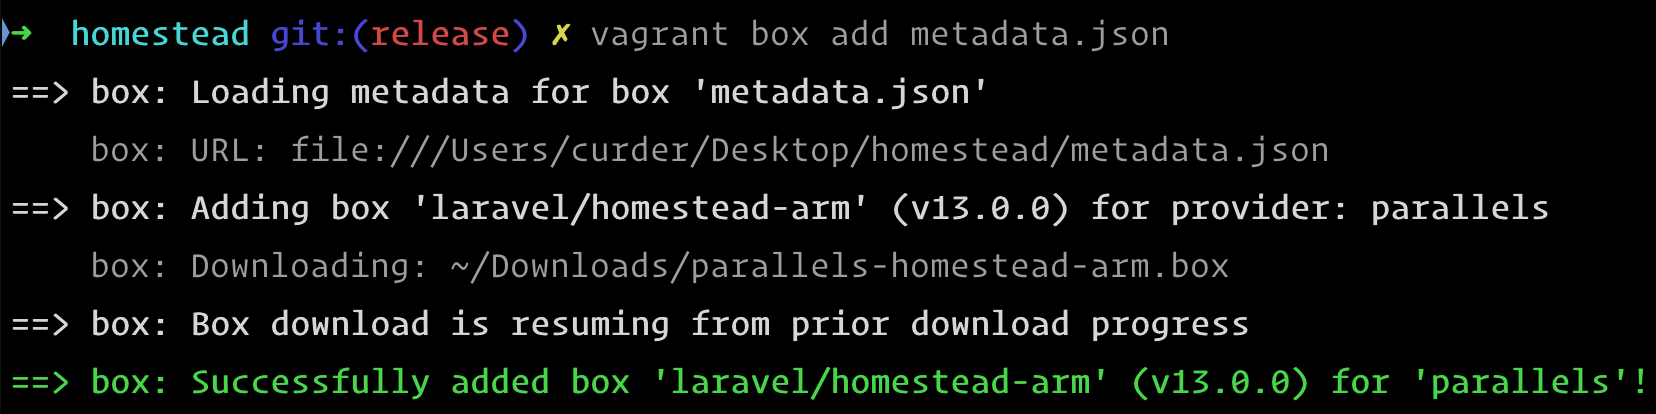 ➜ homestead git:(release) ✗ vagrant box add metadata.json
==> box: Loading metadata for box 'metadata.json'
box: URL: file:///Users/curder/Desktop/homestead/metadata.json
==> box: Adding box 'laravel/homestead-arm' (v13.0.0) for provider: parallels
box: Downloading: ~/Downloads/parallels-homestead-arm.box
==> box: Box download is resuming from prior download progress
==> box: Successfully added box 'laravel/homestead-arm' (v13.0.0) for 'parallels'!